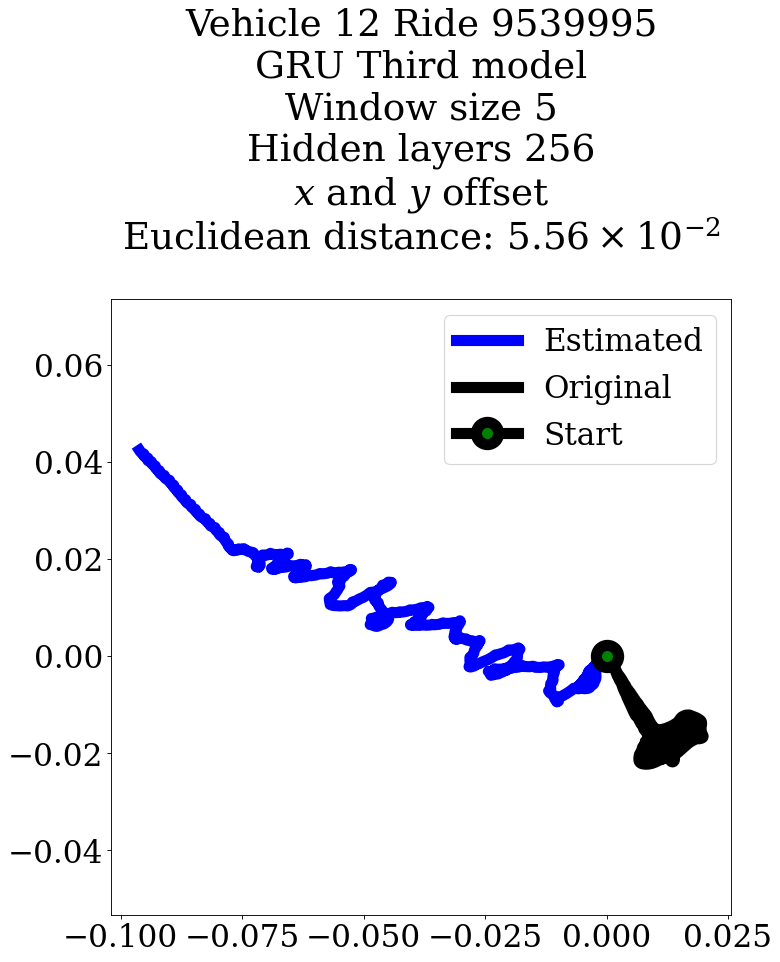 Vehicle 12 Ride 9539995
GRU Third model
Window size 5
Hidden layers 256
x and y offset
Euclidean distance: 5.56 × 10⁻²
Estimated
Original
Start
0.06
0.04
0.02
0.00
−0.02
−0.04
−0.100 −0.075 −0.050 −0.025 0.000 0.025